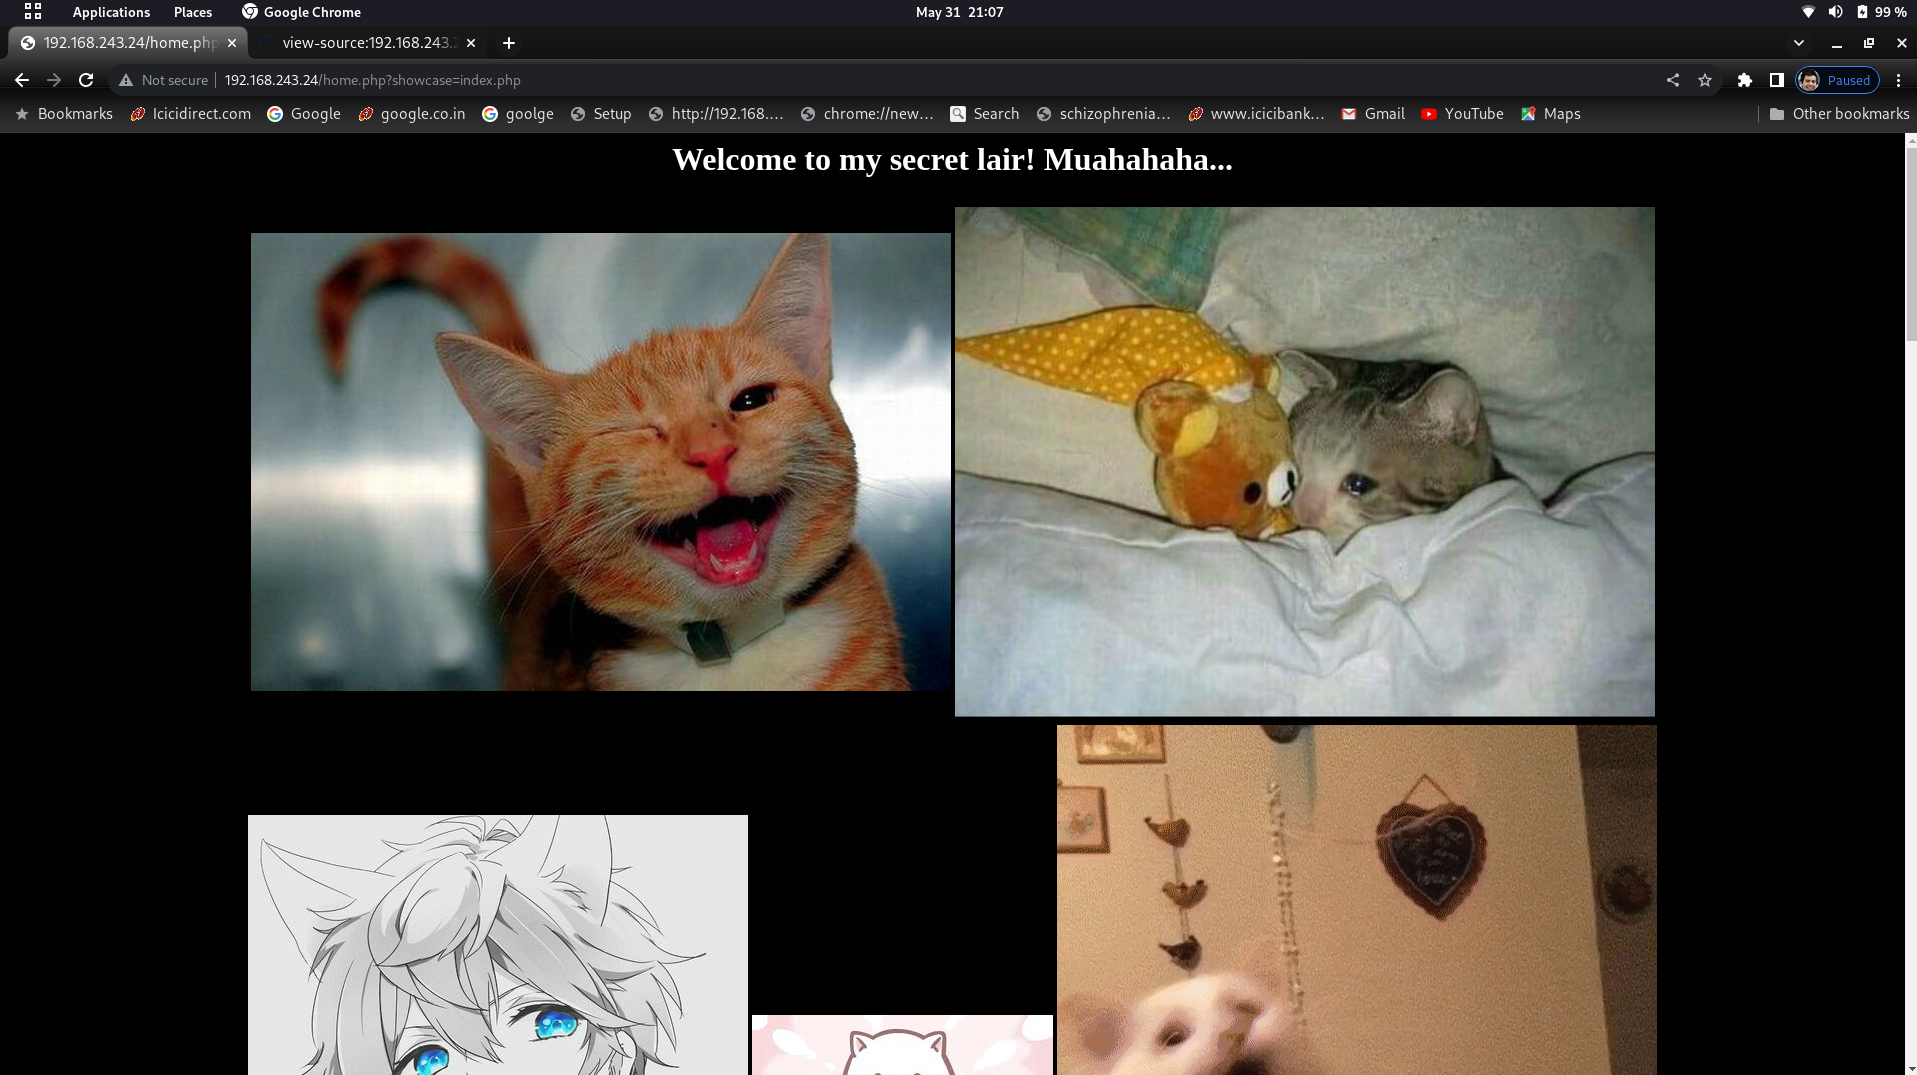 Applications Places Google Chrome May 31 21:07 99 %
192.168.243.24/home.php view-source:192.168.243.2
Not secure 192.168.243.24/home.php?showcase=index.php Paused
Bookmarks Icicidirect.com Google google.co.in goolge Setup http://192.168.... chrome://new... Search schizophrenia... www.icicibank... Gmail YouTube Maps Other bookmarks
Welcome to my secret lair! Muahahaha...